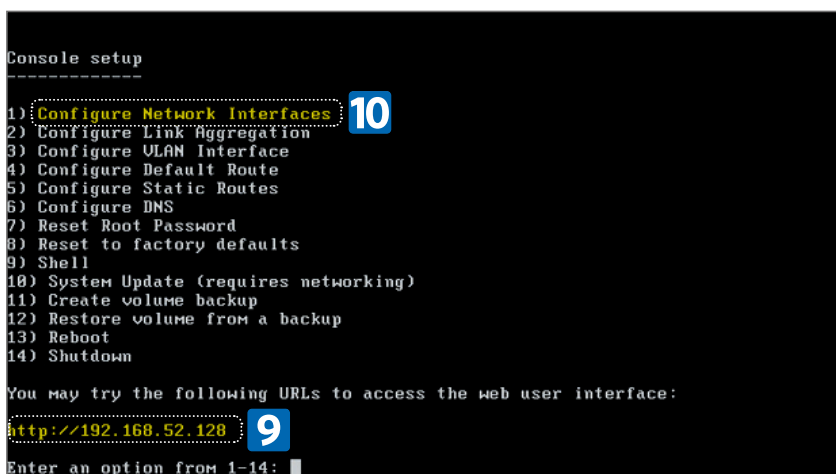 Console setup
-------------
1) Configure Network Interfaces 10
2) Configure Link Aggregation
3) Configure VLAN Interface
4) Configure Default Route
5) Configure Static Routes
6) Configure DNS
7) Reset Root Password
8) Reset to factory defaults
9) Shell
10) System Update (requires networking)
11) Create volume backup
12) Restore volume from a backup
13) Reboot
14) Shutdown
You may try the following URLs to access the web user interface:
http://192.168.52.128 9
Enter an option from 1-14: